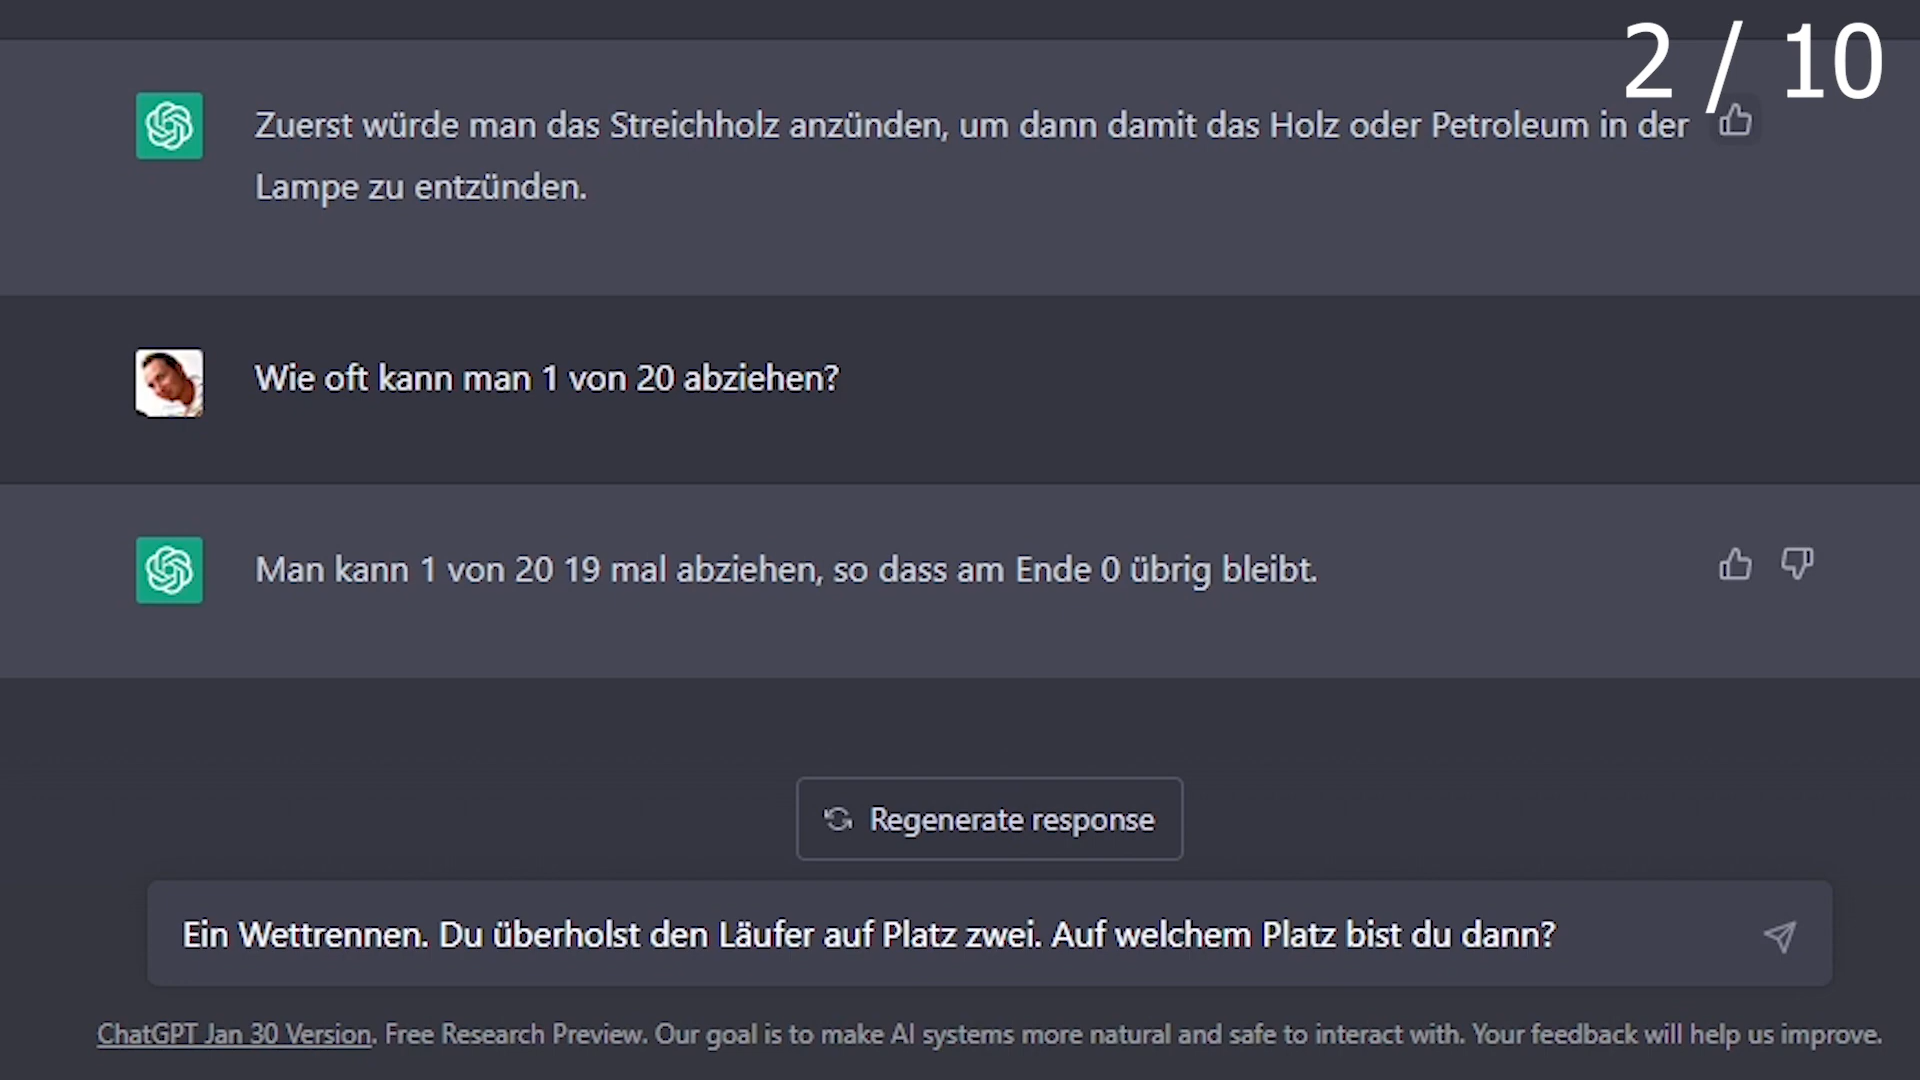 2 / 10
Zuerst würde man das Streichholz anzünden, um dann damit das Holz oder Petroleum in der
Lampe zu entzünden.
Wie oft kann man 1 von 20 abziehen?
Man kann 1 von 20 19 mal abziehen, so dass am Ende 0 übrig bleibt.
Regenerate response
Ein Wettrennen. Du überholst den Läufer auf Platz zwei. Auf welchem Platz bist du dann?
ChatGPT Jan 30 Version. Free Research Preview. Our goal is to make AI systems more natural and safe to interact with. Your feedback will help us improve.